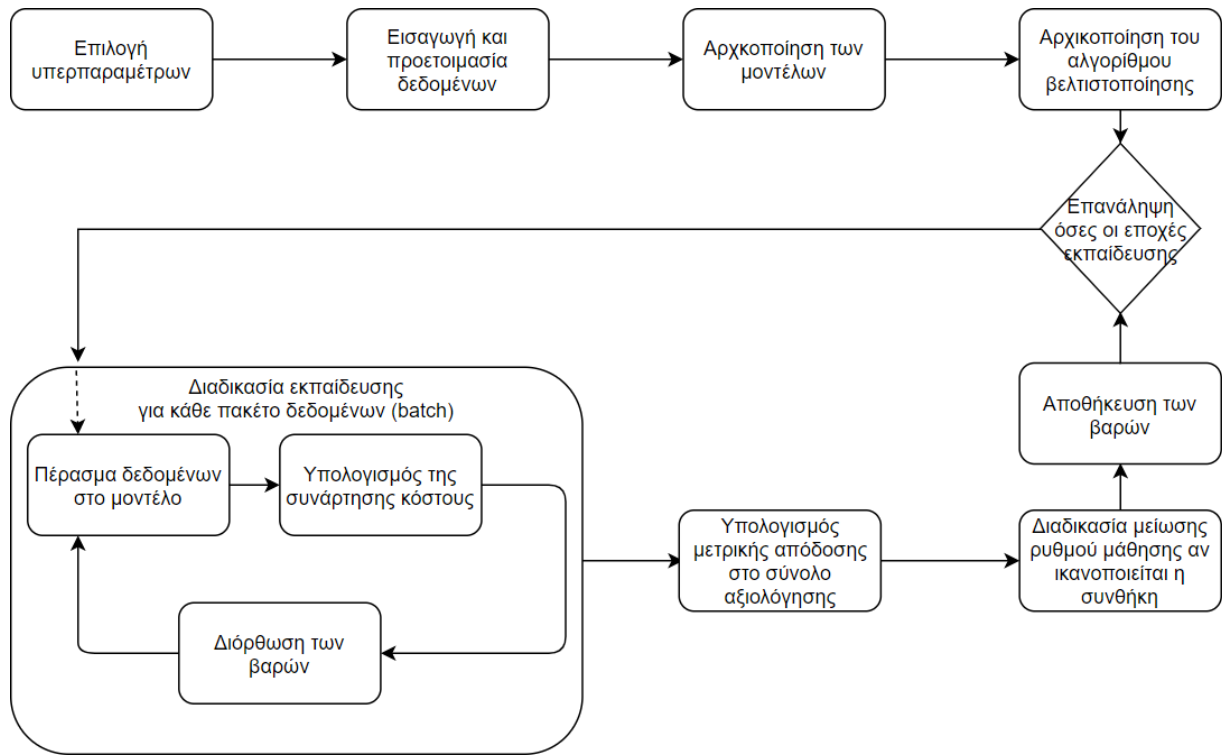 Επιλογή
υπερπαραμέτρων
Εισαγωγή και
προετοιμασία
δεδομένων
Αρχκοποίηση των
μοντέλων
Αρχικοποίηση του
αλγορίθμου
βελτιστοποίησης
Επανάληψη
όσες οι εποχές
εκπαίδευσης
Διαδικασία εκπαίδευσης
για κάθε πακέτο δεδομένων (batch)
Πέρασμα δεδομένων
στο μοντέλο
Υπολογισμός της
συνάρτησης κόστους
Διόρθωση των
βαρών
Υπολογισμός
μετρικής απόδοσης
στο σύνολο
αξιολόγησης
Διαδικασία μείωσης
ρυθμού μάθησης αν
ικανοποιείται η
συνθήκη
Αποθήκευση των
βαρών